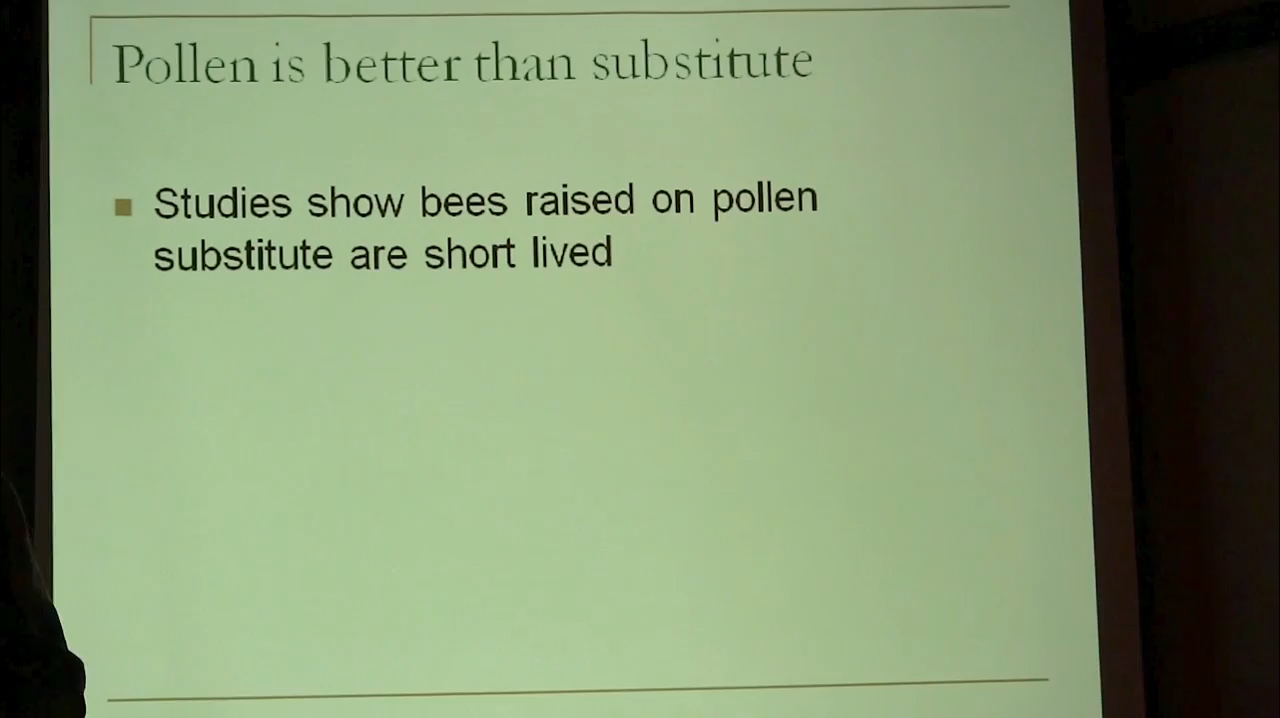 Pollen is better than substitute
Studies show bees raised on pollen
substitute are short lived